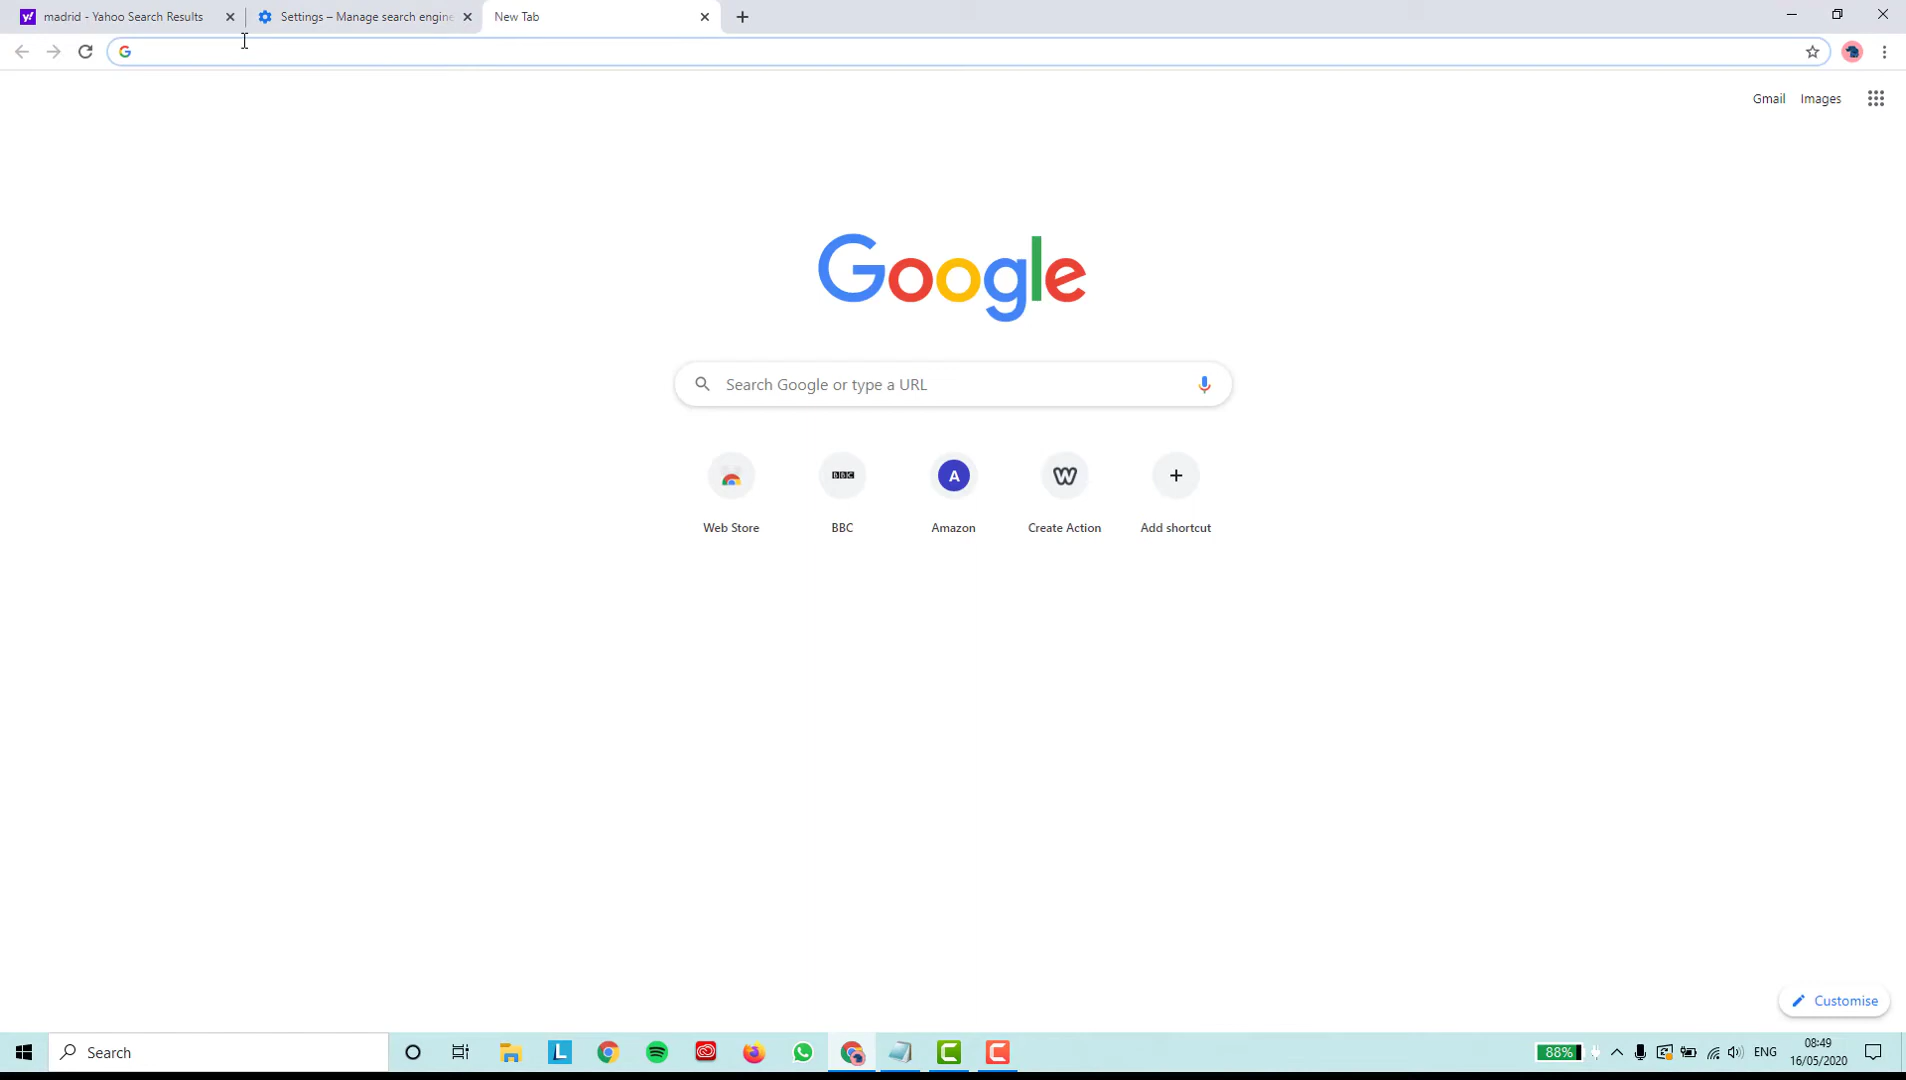 madrid - Yahoo Search Results
Settings – Manage search engine
New Tab
Gmail Images
Google
Search Google or type a URL
BBC
A
Web Store BBC Amazon Create Action Add shortcut
Customise
Search
L
88%
ENG
08:49
16/05/2020